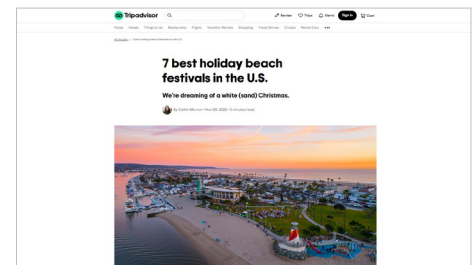 Tripadvisor
Review Trips Alerts Sign in Cart
Home Hotels Things to do Restaurants Flights Vacation Rentals Shopping Travel Stories Cruises Rental Cars •••
7 best holiday beach
festivals in the U.S.
We're dreaming of a white (sand) Christmas.